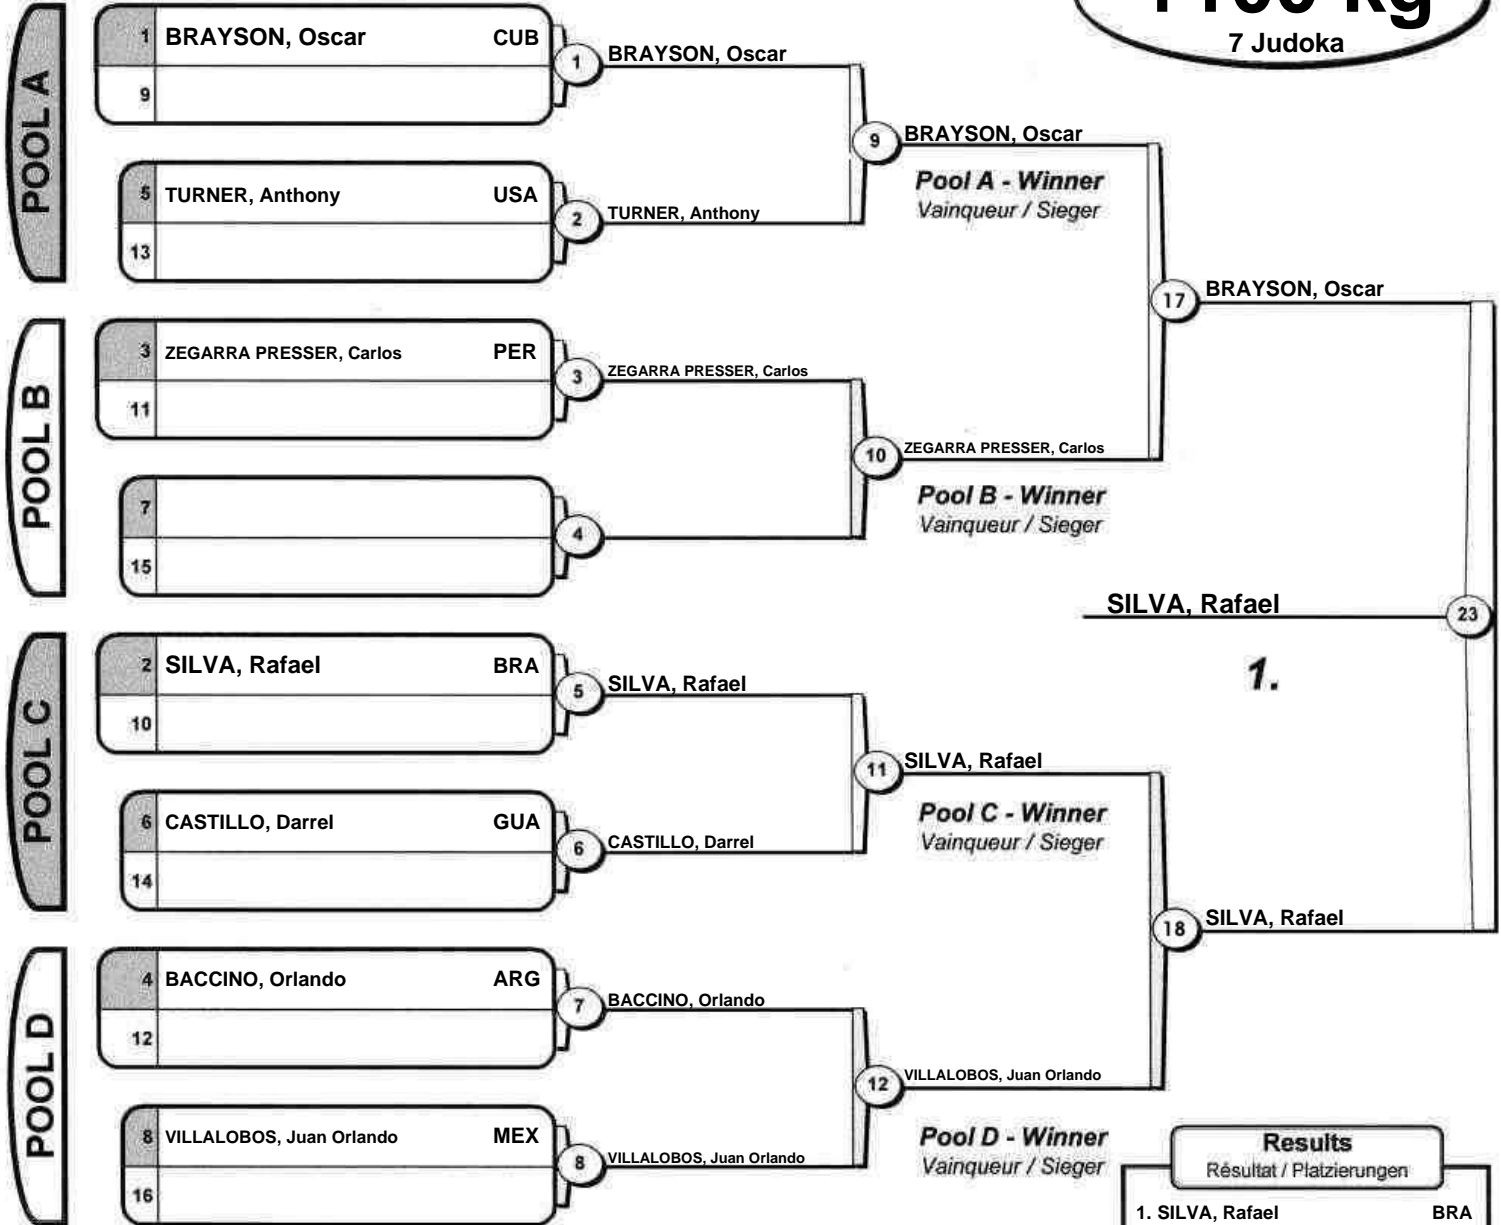 7 Judoka
POOL A
1 BRAYSON, Oscar CUB
9
1 BRAYSON, Oscar
5 TURNER, Anthony USA
13
2 TURNER, Anthony
9 BRAYSON, Oscar
Pool A - Winner
Vainqueur / Sieger
POOL B
3 ZEGARRA PRESSER, Carlos PER
11
3 ZEGARRA PRESSER, Carlos
7
15
4
10 ZEGARRA PRESSER, Carlos
Pool B - Winner
Vainqueur / Sieger
17 BRAYSON, Oscar
SILVA, Rafael 23
1.
POOL C
2 SILVA, Rafael BRA
10
5 SILVA, Rafael
6 CASTILLO, Darrel GUA
14
6 CASTILLO, Darrel
11 SILVA, Rafael
Pool C - Winner
Vainqueur / Sieger
18 SILVA, Rafael
POOL D
4 BACCINO, Orlando ARG
12
7 BACCINO, Orlando
8 VILLALOBOS, Juan Orlando MEX
16
8 VILLALOBOS, Juan Orlando
12 VILLALOBOS, Juan Orlando
Pool D - Winner
Vainqueur / Sieger
Results
Résultat / Platzierungen
1. SILVA, Rafael BRA